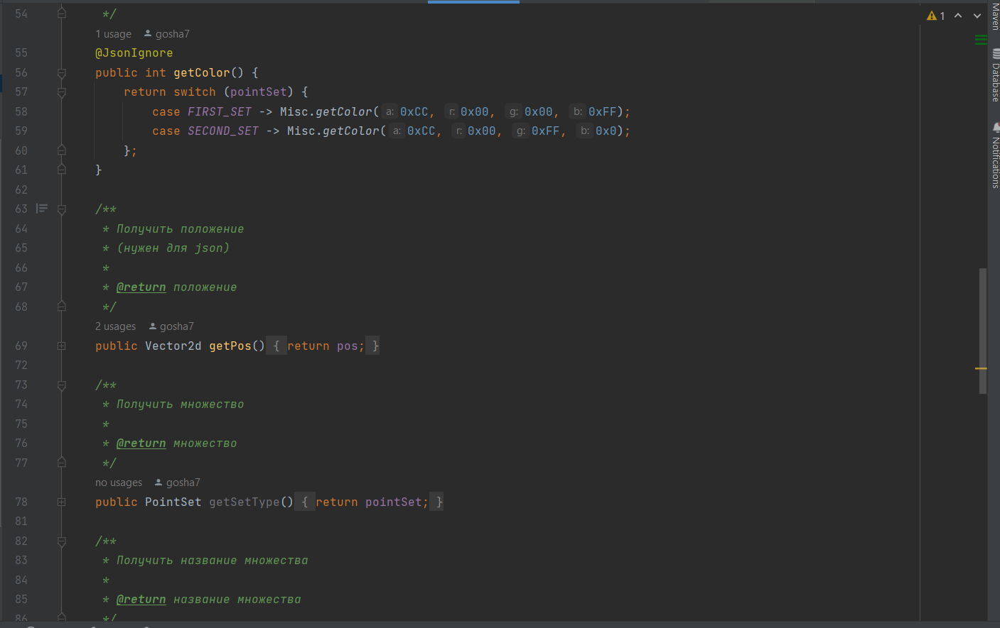 54 */
1
1 usage gosha7
55 @JsonIgnore
56 public int getColor() {
57 return switch (pointSet) {
58 case FIRST_SET -> Misc.getColor( a: 0xCC, r: 0x00, g: 0x00, b: 0xFF);
59 case SECOND_SET -> Misc.getColor( a: 0xCC, r: 0x00, g: 0xFF, b: 0x0);
60 };
61 }
62
63 /**
64 * Получить положение
65 * (нужен для json)
66 *
67 * @return положение
68 */
2 usages gosha7
69 public Vector2d getPos() { return pos; }
72
73 /**
74 * Получить множество
75 *
76 * @return множество
77 */
no usages gosha7
78 public PointSet getSetType() { return pointSet; }
81
82 /**
83 * Получить название множества
84 *
85 * @return название множества
86 */
Maven
Database
Notifications